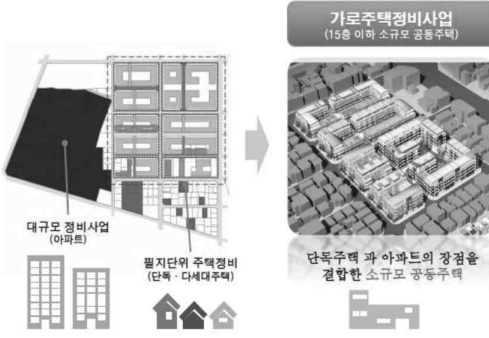 가로주택정비사업
(15층 이하 소규모 공동주택)
대규모 정비사업
(아파트)
필지단위 주택정비
(단독 · 다세대주택)
단독주택 과 아파트의 장점을
결합한 소규모 공동주택